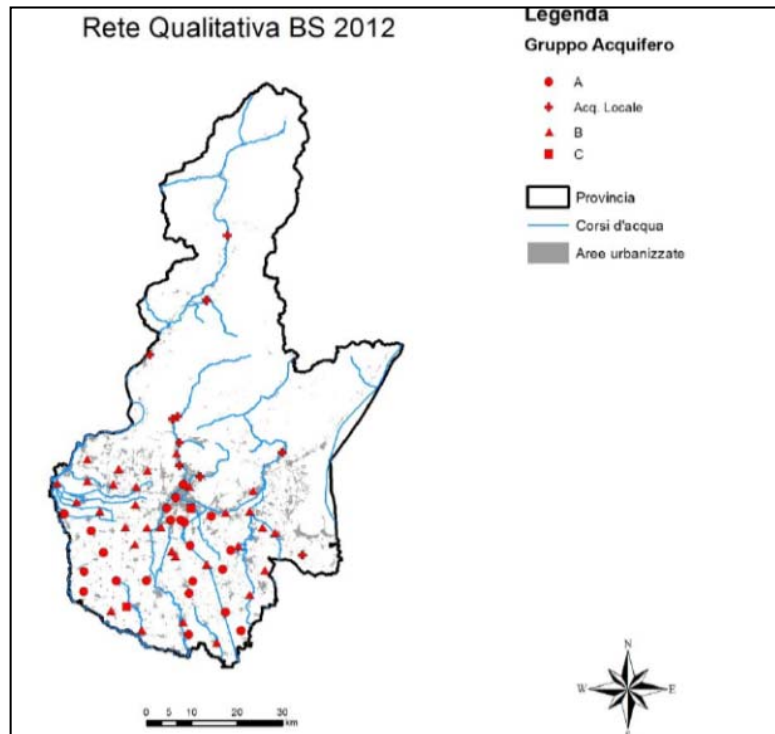 Rete Qualitativa BS 2012
Legenda
Gruppo Acquifero
A
Acq. Locale
B
C
Provincia
Corsi d'acqua
Aree urbanizzate
N
W E
0 5 10 20 30
km